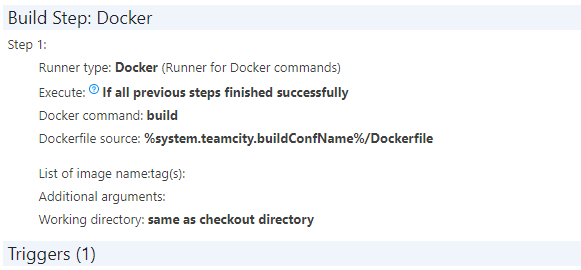 Build Step: Docker
Step 1:
Runner type: Docker (Runner for Docker commands)
Execute: ? If all previous steps finished successfully
Docker command: build
Dockerfile source: %system.teamcity.buildConfName%/Dockerfile
List of image name:tag(s):
Additional arguments:
Working directory: same as checkout directory
Triggers (1)